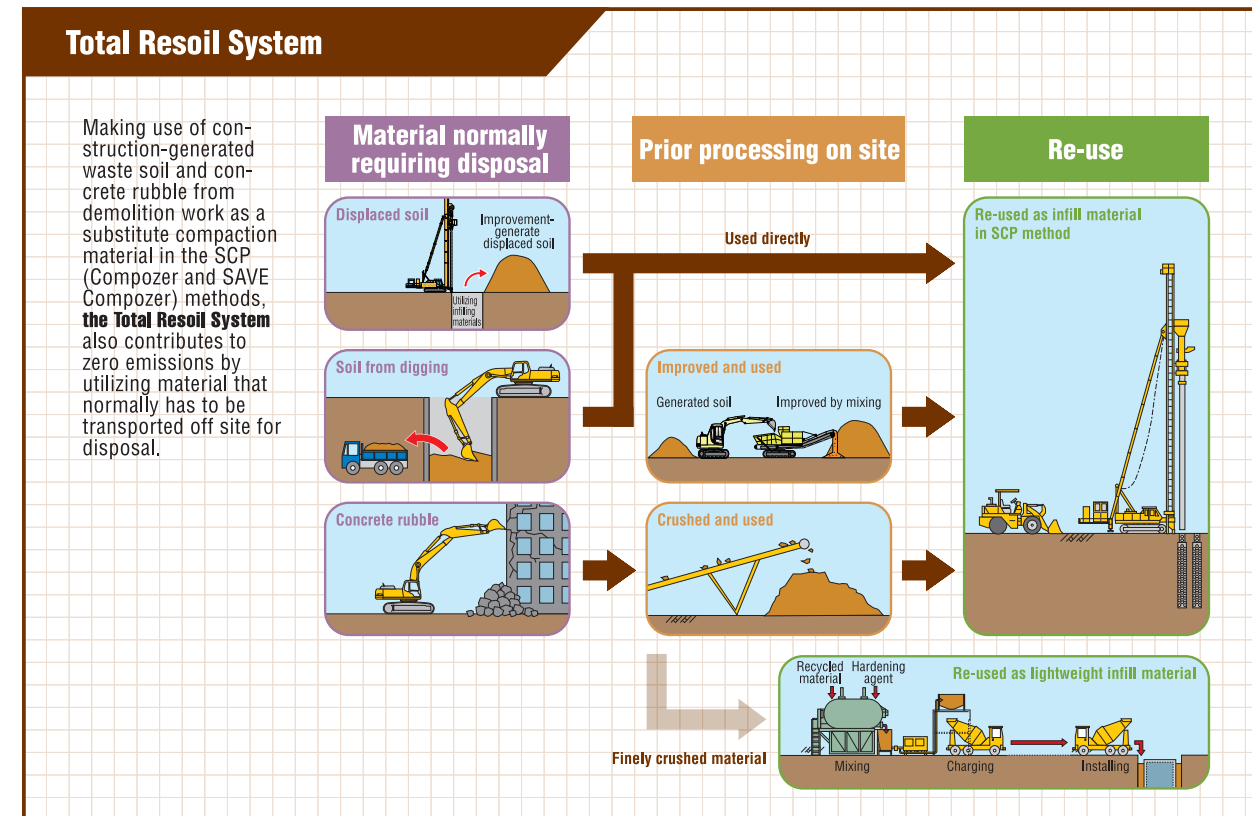 Total Resoil System
Making use of con-
struction-generated
waste soil and con-
crete rubble from
demolition work as a
substitute compaction
material in the SCP
(Compozer and SAVE
Compozer) methods,
the Total Resoil System
also contributes to
zero emissions by
utilizing material that
normally has to be
transported off site for
disposal.
Material normally
requiring disposal
Prior processing on site
Re-use
Displaced soil
Improvement-
generate
displaced soil
Utilizing
infilling
materials
Used directly
Re-used as infill material
in SCP method
Soil from digging
Improved and used
Generated soil
Improved by mixing
Concrete rubble
Crushed and used
Finely crushed material
Re-used as lightweight infill material
Recycled
material
Hardening
agent
Mixing
Charging
Installing